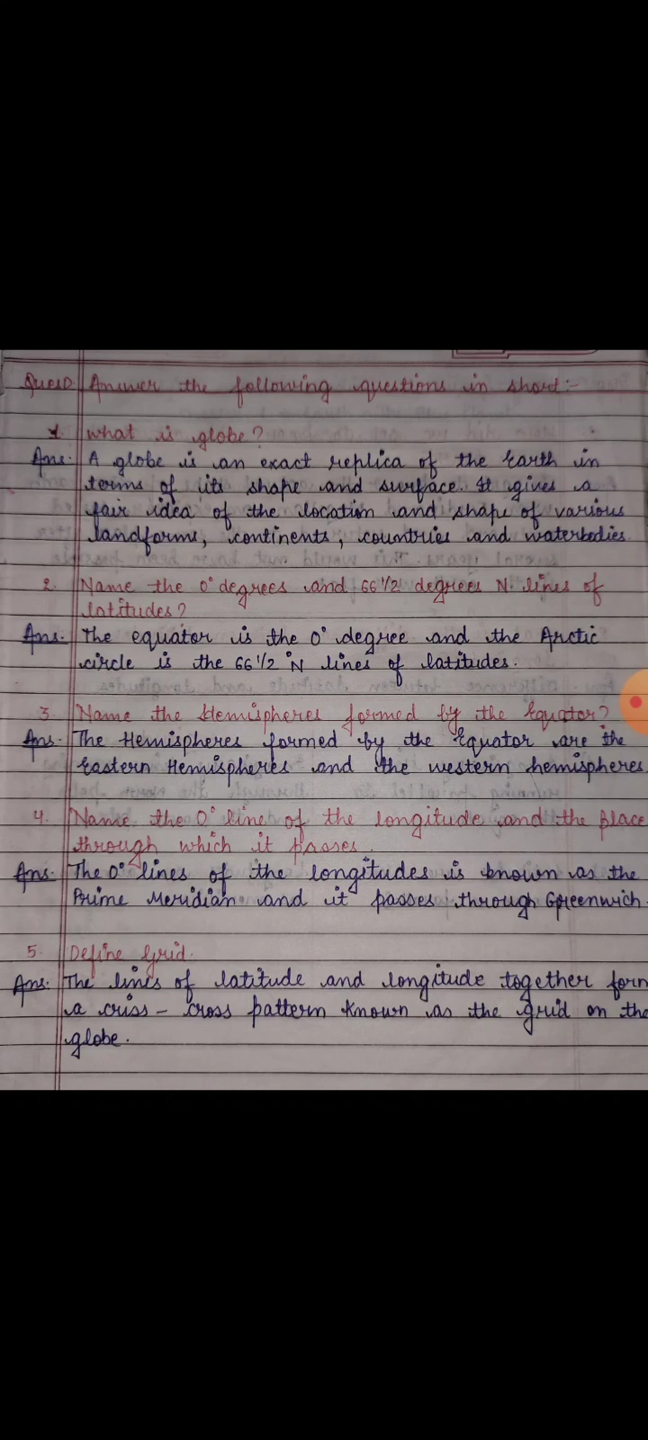 Ques D Answer the following questions in short:-
1. What is globe?
Ans. A globe is an exact replica of the Earth in
terms of its shape and surface. It gives a
fair idea of the location and shape of various
landforms, continents, countries and waterbodies
2. Name the 0° degrees and 66 1/2 degrees N. lines of
latitudes?
Ans. The equator is the 0° degree and the Arctic
circle is the 66 1/2 °N lines of latitudes.
3 Name the Hemispheres formed by the Equator?
Ans. The Hemispheres formed by the Equator are the
Eastern Hemispheres and the western hemispheres
4. Name the 0° line of the longitude and the place
through which it passes.
Ans. The 0° lines of the longitudes is known as the
Prime Meridian and it passes through Greenwich.
5. Define Grid.
Ans. The lines of latitude and longitude together form
a criss - cross pattern known as the grid on the
globe.